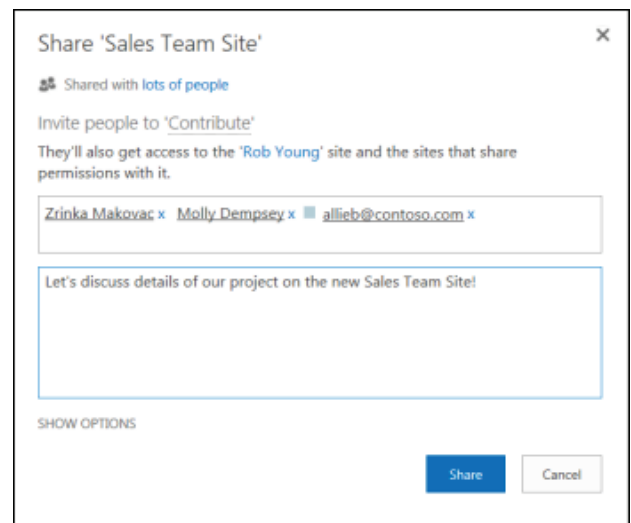 Share 'Sales Team Site'
Shared with lots of people
Invite people to 'Contribute'
They'll also get access to the 'Rob Young' site and the sites that share
permissions with it.
Zrinka Makovac x Molly Dempsey x allieb@contoso.com x
Let's discuss details of our project on the new Sales Team Site!
SHOW OPTIONS
Share Cancel